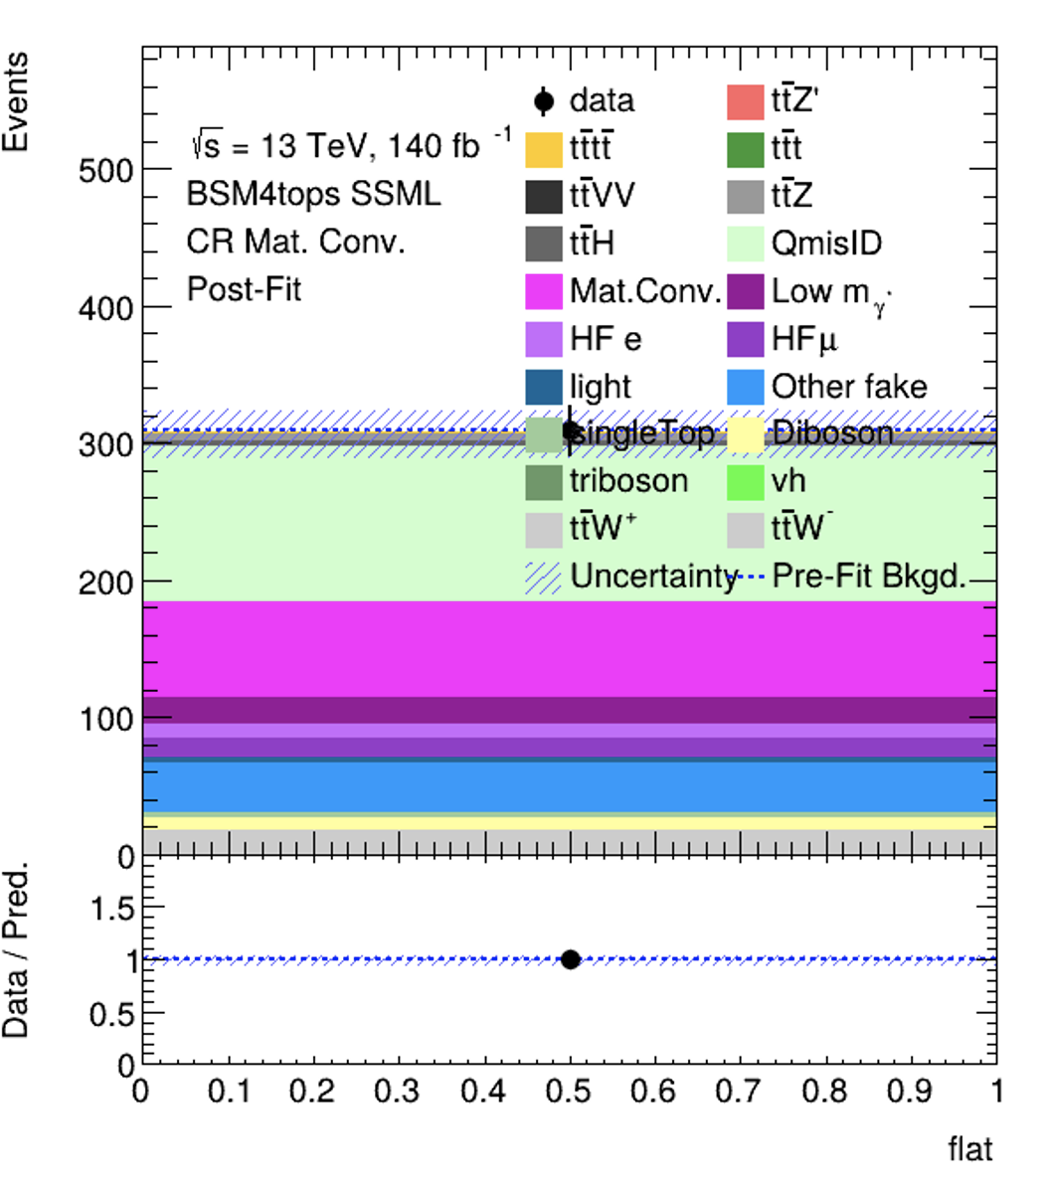 Events
500
400
300
200
100
0
√s = 13 TeV, 140 fb⁻¹
BSM4tops SSML
CR Mat. Conv.
Post-Fit
data
tt̄Z'
tt̄tt̄
tt̄t
tt̄VV
tt̄Z
tt̄H
QmisID
Mat.Conv.
Low m_γ*
HF e
HF μ
light
Other fake
singleTop
Diboson
triboson
vh
tt̄W⁺
tt̄W⁻
Uncertainty
Pre-Fit Bkgd.
Data / Pred.
1.5
1
0.5
0
0 0.1 0.2 0.3 0.4 0.5 0.6 0.7 0.8 0.9 1
flat